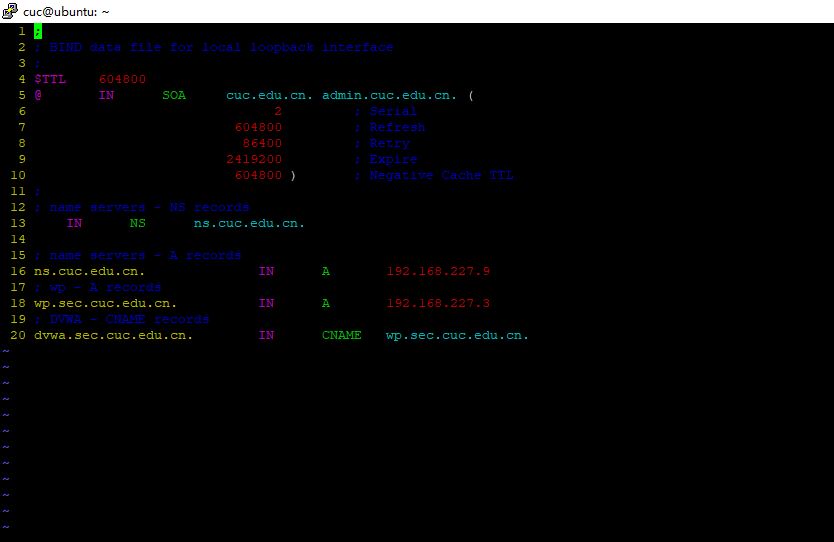 cuc@ubuntu: ~
1 ;
2 ; BIND data file for local loopback interface
3 ;
4 $TTL 604800
5 @ IN SOA cuc.edu.cn. admin.cuc.edu.cn. (
6 2 ; Serial
7 604800 ; Refresh
8 86400 ; Retry
9 2419200 ; Expire
10 604800 ) ; Negative Cache TTL
11 ;
12 ; name servers - NS records
13 IN NS ns.cuc.edu.cn.
14
15 ; name servers - A records
16 ns.cuc.edu.cn. IN A 192.168.227.9
17 ; wp - A records
18 wp.sec.cuc.edu.cn. IN A 192.168.227.3
19 ; DVWA - CNAME records
20 dvwa.sec.cuc.edu.cn. IN CNAME wp.sec.cuc.edu.cn.
~
~
~
~
~
~
~
~
~
~
~
~